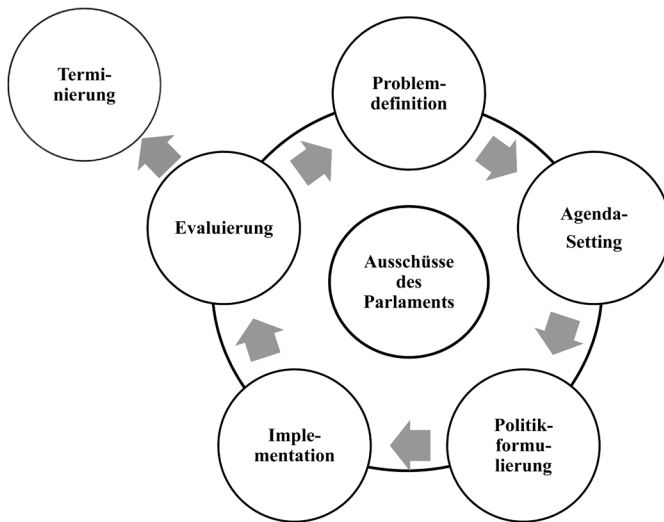 Termi-
nierung
Problem-
definition
Evaluierung
Agenda-
Setting
Ausschüsse
des
Parlaments
Imple-
mentation
Politik-
formu-
lierung